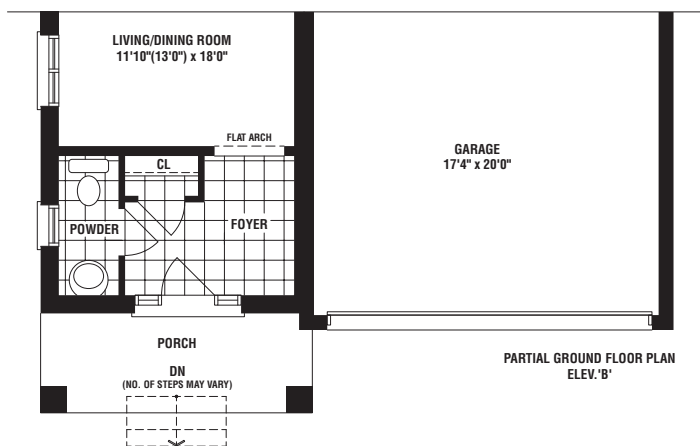 LIVING/DINING ROOM
11'10"(13'0") x 18'0"
FLAT ARCH
GARAGE
17'4" x 20'0"
CL
POWDER
FOYER
PORCH
DN
(NO. OF STEPS MAY VARY)
PARTIAL GROUND FLOOR PLAN
ELEV.'B'